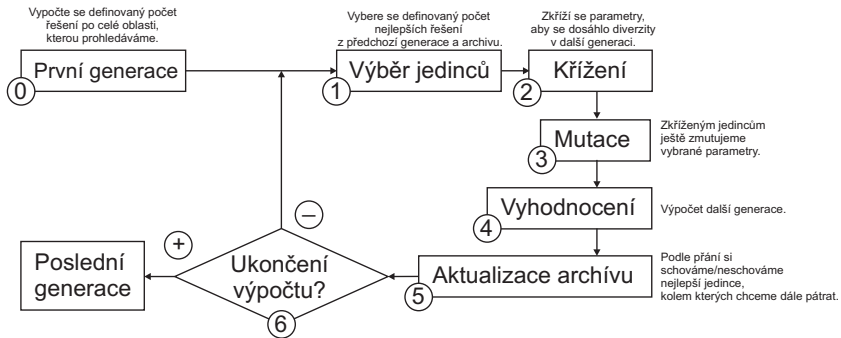 Vypočte se definovaný počet
řešení po celé oblasti,
kterou prohledáváme.
První generace
0
Vybere se definovaný počet
nejlepších řešení
z předchozí generace a archivu.
Výběr jedinců
1
Zkříží se parametry,
aby se dosáhlo diverzity
v další generaci.
Křížení
2
Mutace
3
Zkříženým jedincům
ještě zmutujeme
vybrané parametry.
Vyhodnocení
4
Výpočet další generace.
Aktualizace archívu
5
Podle přání si
schováme/neschováme
nejlepší jedince,
kolem kterých chceme dále pátrat.
Ukončení
výpočtu?
6
–
+
Poslední
generace